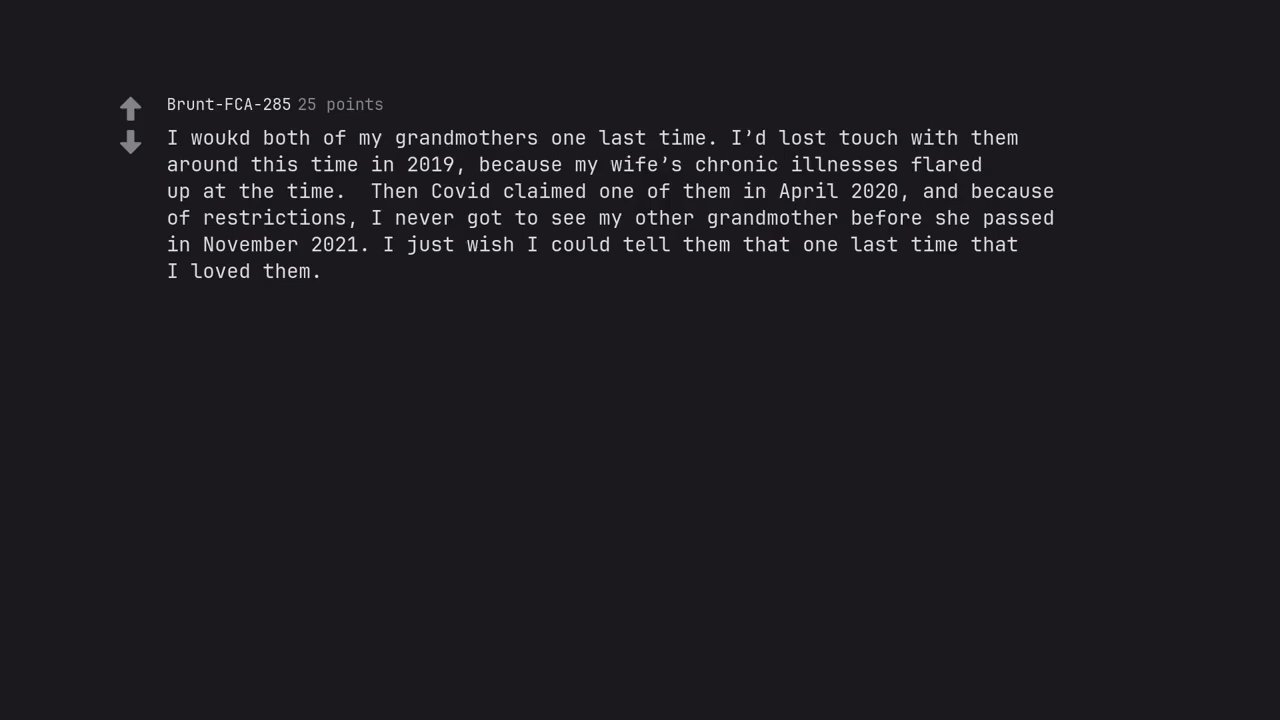 Brunt-FCA-285 25 points
I woukd both of my grandmothers one last time. I’d lost touch with them
around this time in 2019, because my wife’s chronic illnesses flared
up at the time.  Then Covid claimed one of them in April 2020, and because
of restrictions, I never got to see my other grandmother before she passed
in November 2021. I just wish I could tell them that one last time that
I loved them.